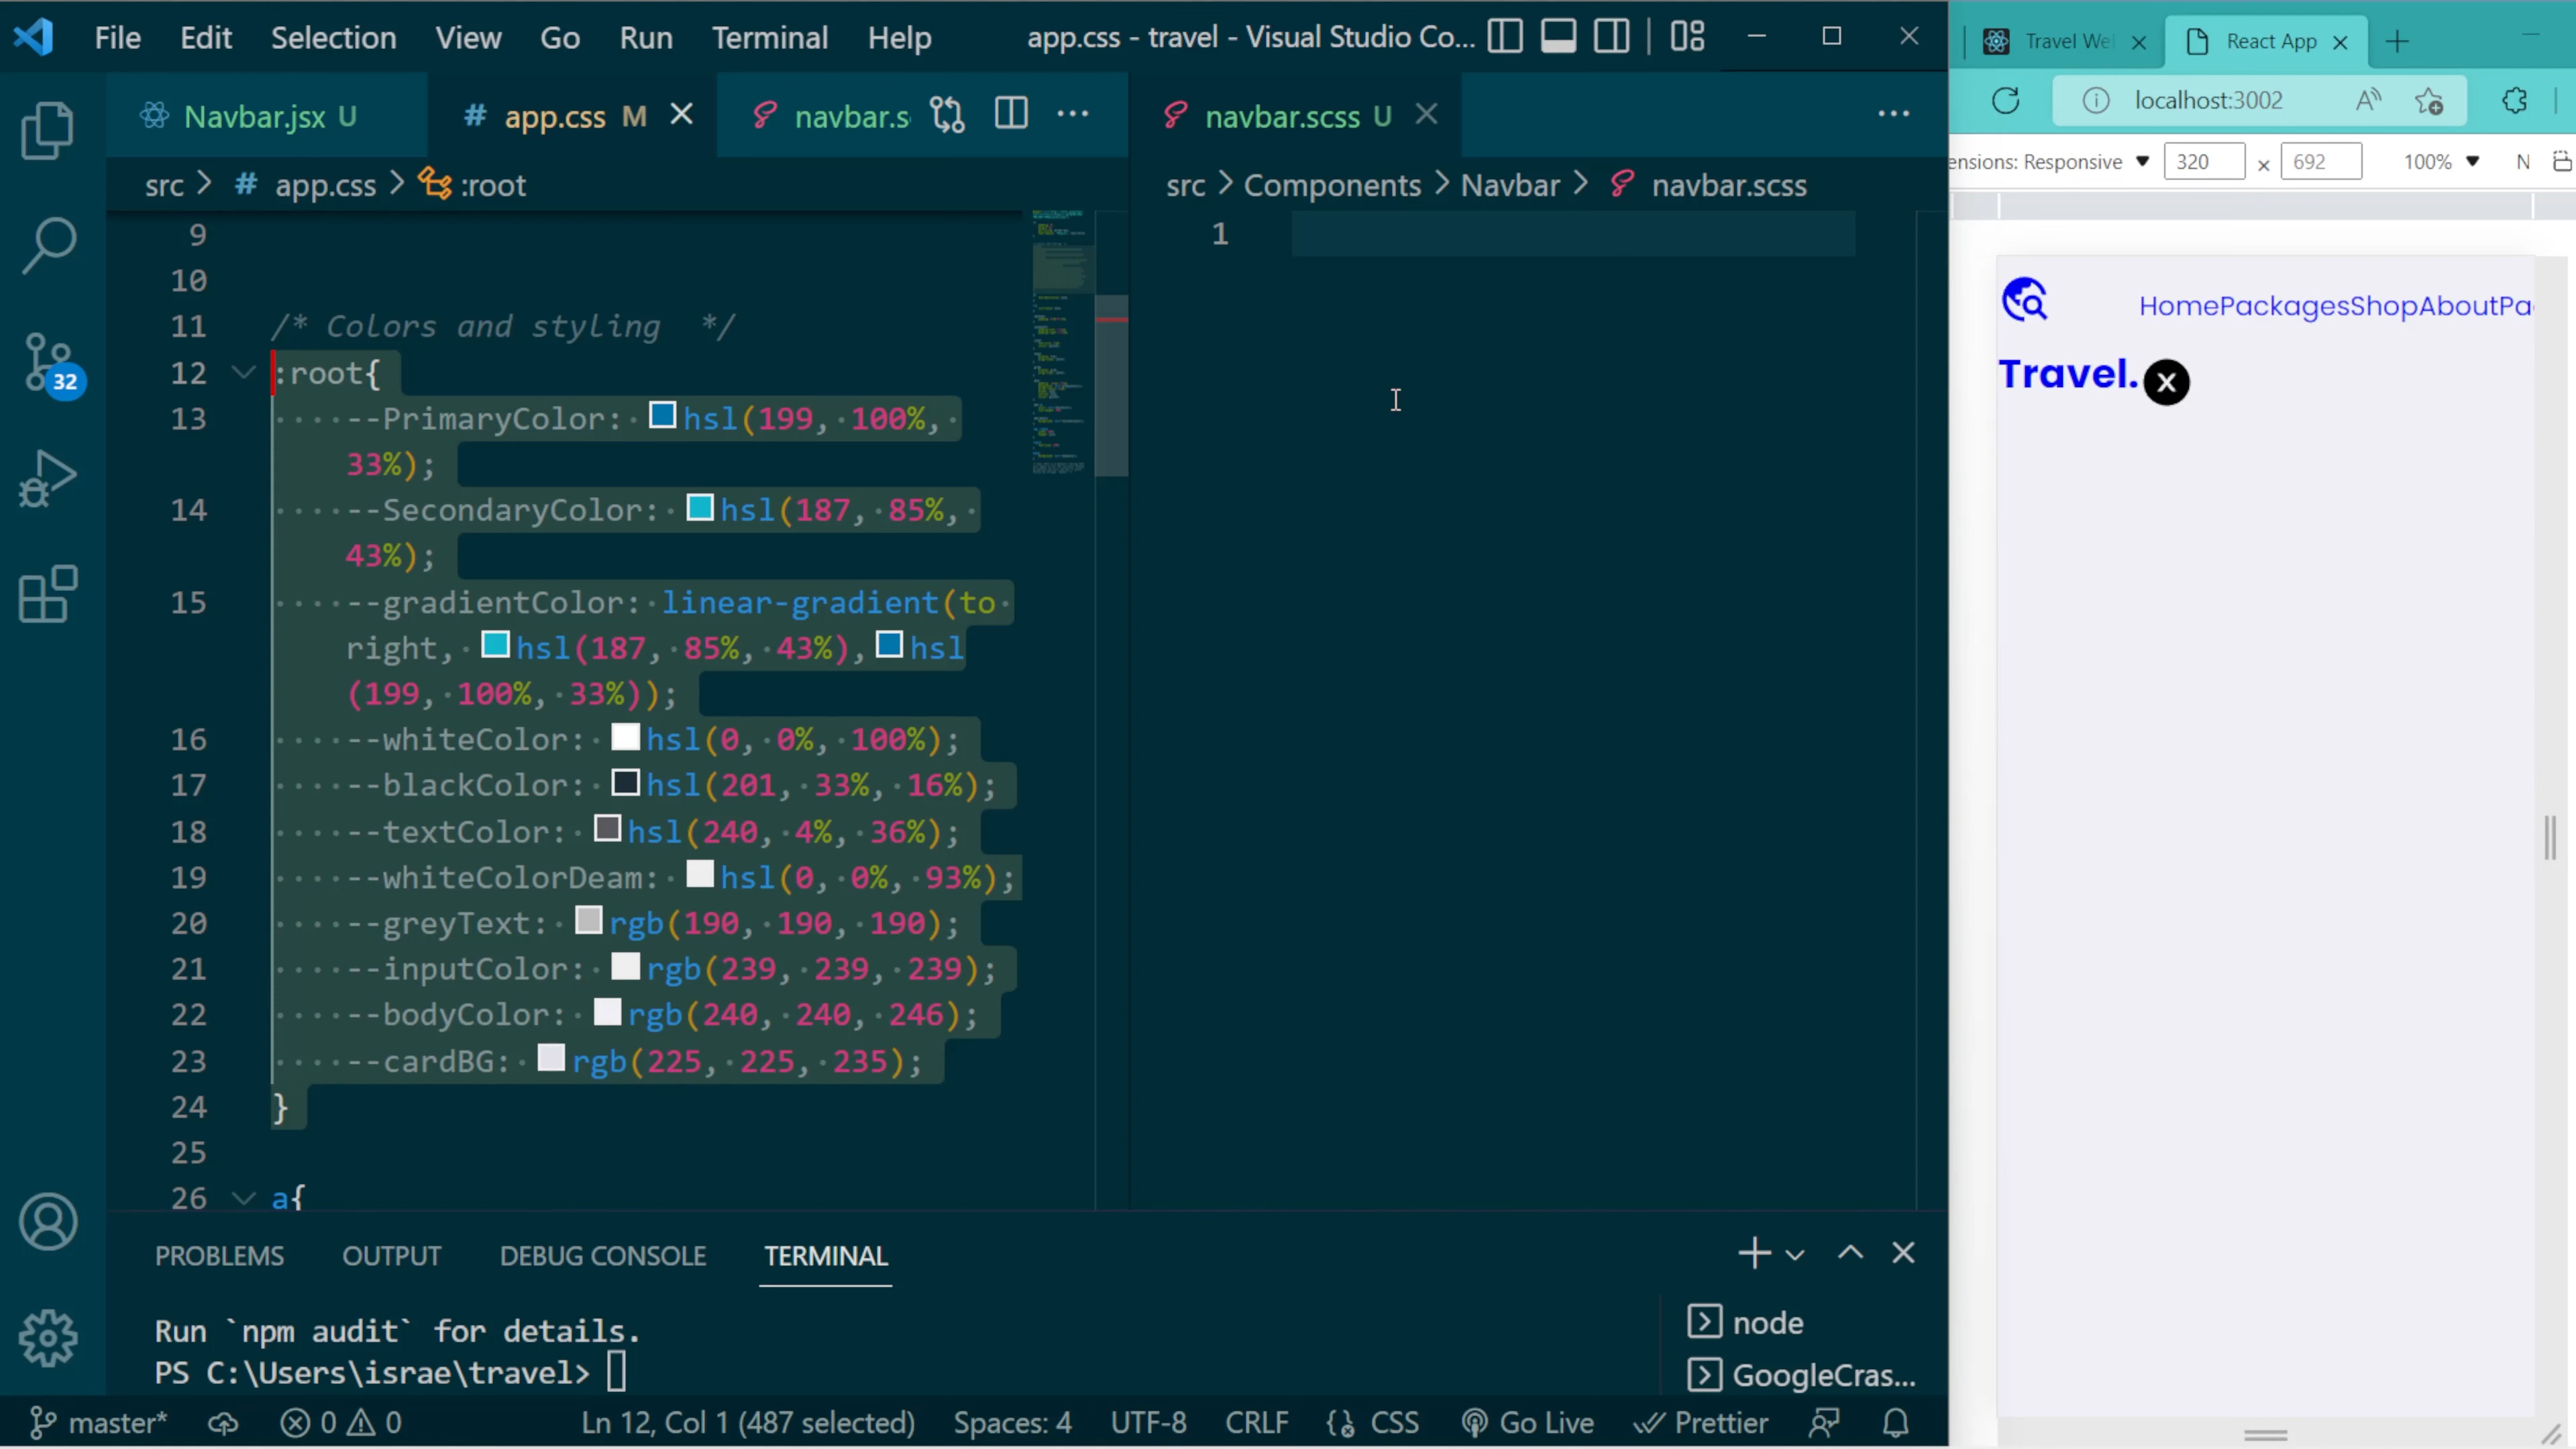 File Edit Selection View Go Run Terminal Help app.css - travel - Visual Studio Co...
Navbar.jsx U # app.css M navbar.s
src > # app.css > :root
9
10
11 /* Colors and styling */
12 :root{
13 --PrimaryColor: hsl(199, 100%,
33%);
14 --SecondaryColor: hsl(187, 85%,
43%);
15 --gradientColor: linear-gradient(to
right, hsl(187, 85%, 43%), hsl
(199, 100%, 33%));
16 --whiteColor: hsl(0, 0%, 100%);
17 --blackColor: hsl(201, 33%, 16%);
18 --textColor: hsl(240, 4%, 36%);
19 --whiteColorDeam: hsl(0, 0%, 93%);
20 --greyText: rgb(190, 190, 190);
21 --inputColor: rgb(239, 239, 239);
22 --bodyColor: rgb(240, 240, 246);
23 --cardBG: rgb(225, 225, 235);
24 }
25
26 a{
navbar.scss U
src > Components > Navbar > navbar.scss
1
32
PROBLEMS OUTPUT DEBUG CONSOLE TERMINAL
Run `npm audit` for details.
PS C:\Users\israe\travel>
node
GoogleCras...
master* 0 0 Ln 12, Col 1 (487 selected) Spaces: 4 UTF-8 CRLF CSS Go Live Prettier
Travel We React App
localhost:3002
ensions: Responsive 320 × 692 100% N
HomePackagesShopAboutPa
Travel.